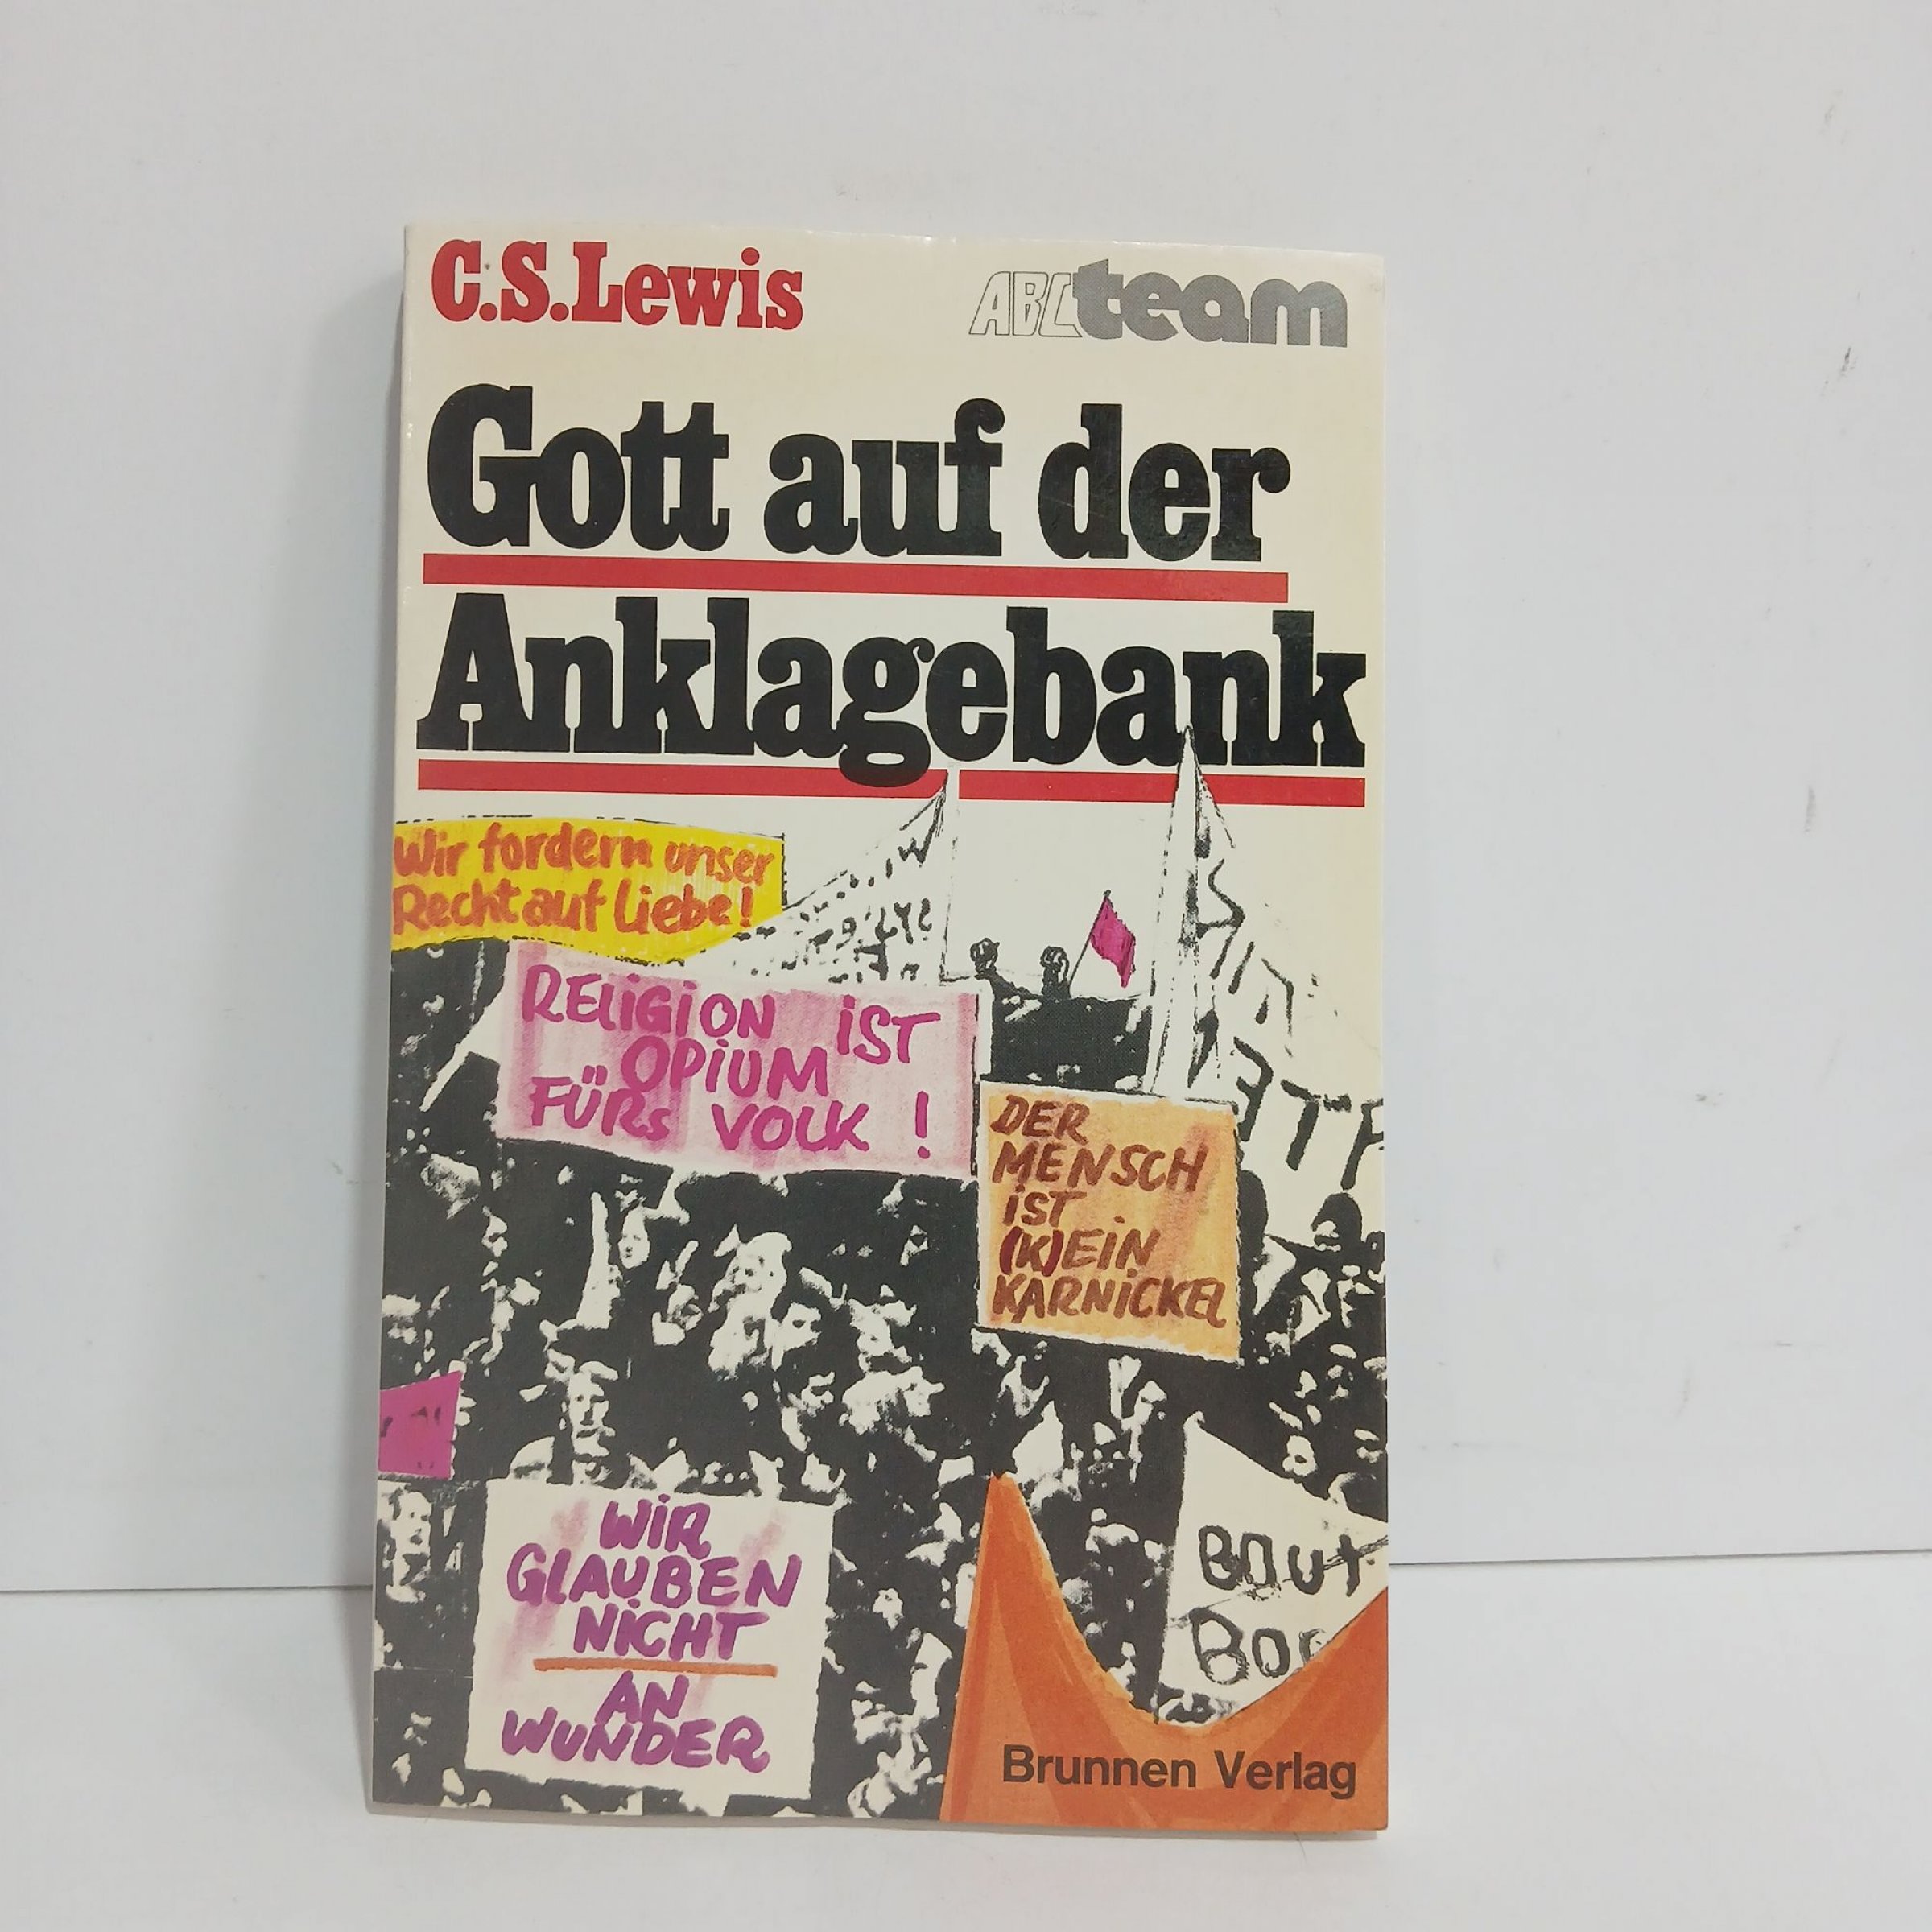 C.S.Lewis
ABCteam
Gott auf der
Anklagebank
Wir fordern unser
Recht auf Liebe!
RELIGION IST
OPIUM
FÜRS VOLK !
DER
MENSCH
IST
(K)EIN
KARNICKEL
WIR
GLAUBEN
NICHT
AN
WUNDER
Brunnen Verlag